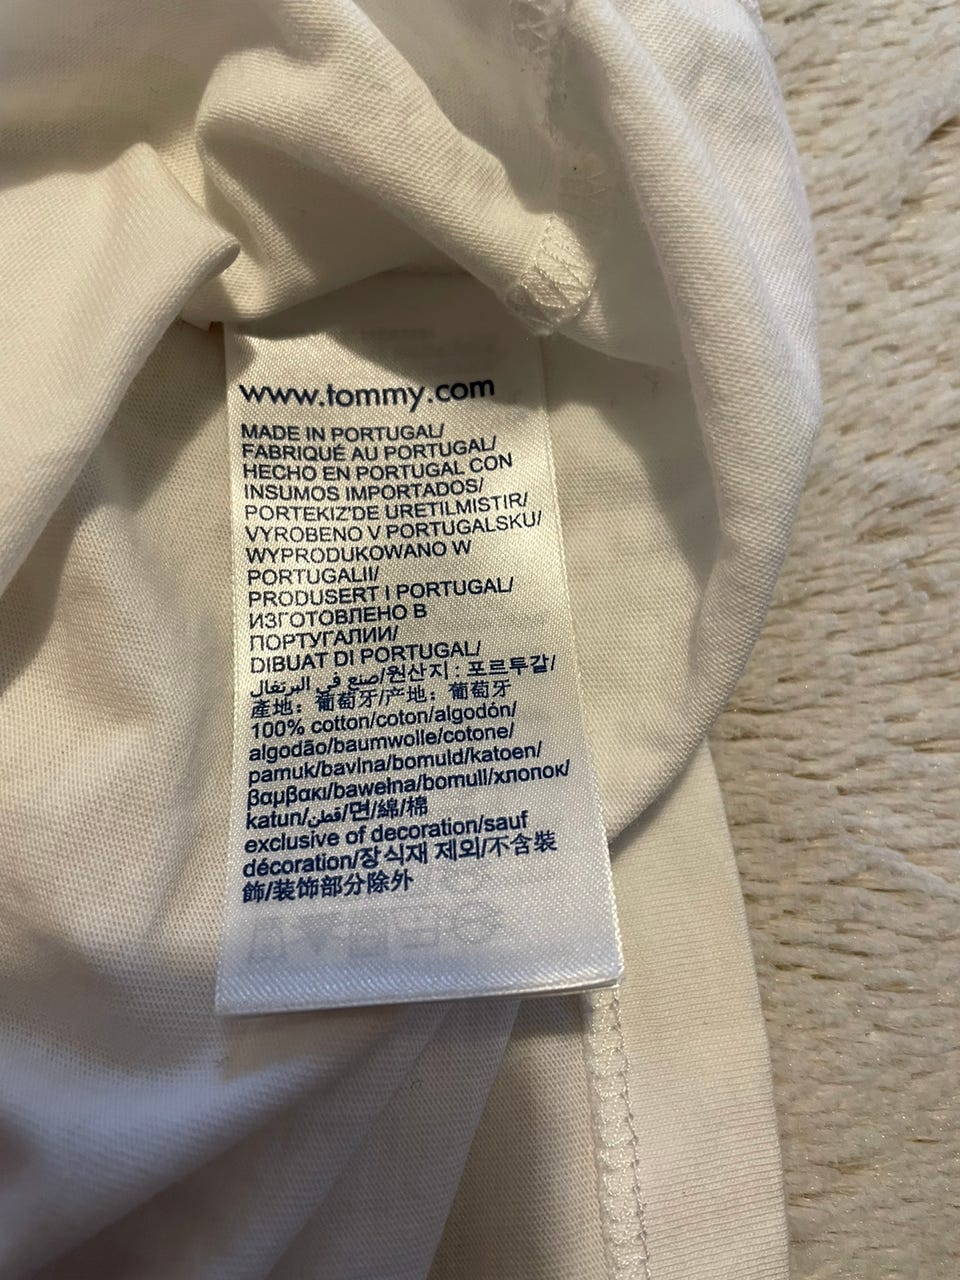 www.tommy.com
MADE IN PORTUGAL/
FABRIQUÉ AU PORTUGAL/
HECHO EN PORTUGAL CON
INSUMOS IMPORTADOS/
PORTEKIZ'DE URETILMISTIR/
VYROBENO V PORTUGALSKU/
WYPRODUKOWANO W
PORTUGALII/
PRODUSERT I PORTUGAL/
ИЗГОТОВЛЕНО В
ПОРТУГАЛИИ/
DIBUAT DI PORTUGAL/
صنع في البرتغال/원산지 : 포르투갈/
產地：葡萄牙/产地：葡萄牙
100% cotton/coton/algodón/
algodão/baumwolle/cotone/
pamuk/bavlna/bomuld/katoen/
βαμβακι/bawełna/bomull/хлопок/
katun/قطن/면/綿/棉
exclusive of decoration/sauf
décoration/장식재 제외/不含裝
飾/装饰部分除外